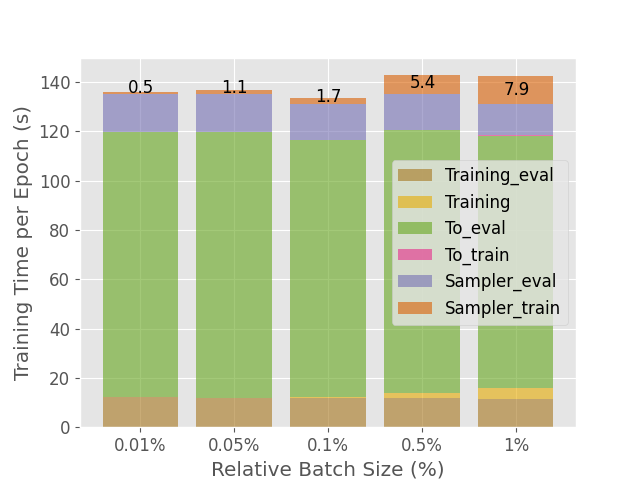 140
120
100
80
60
40
20
0
Training Time per Epoch (s)
0.5
1.1
1.7
5.4
7.9
Training_eval
Training
To_eval
To_train
Sampler_eval
Sampler_train
0.01%
0.05%
0.1%
0.5%
1%
Relative Batch Size (%)